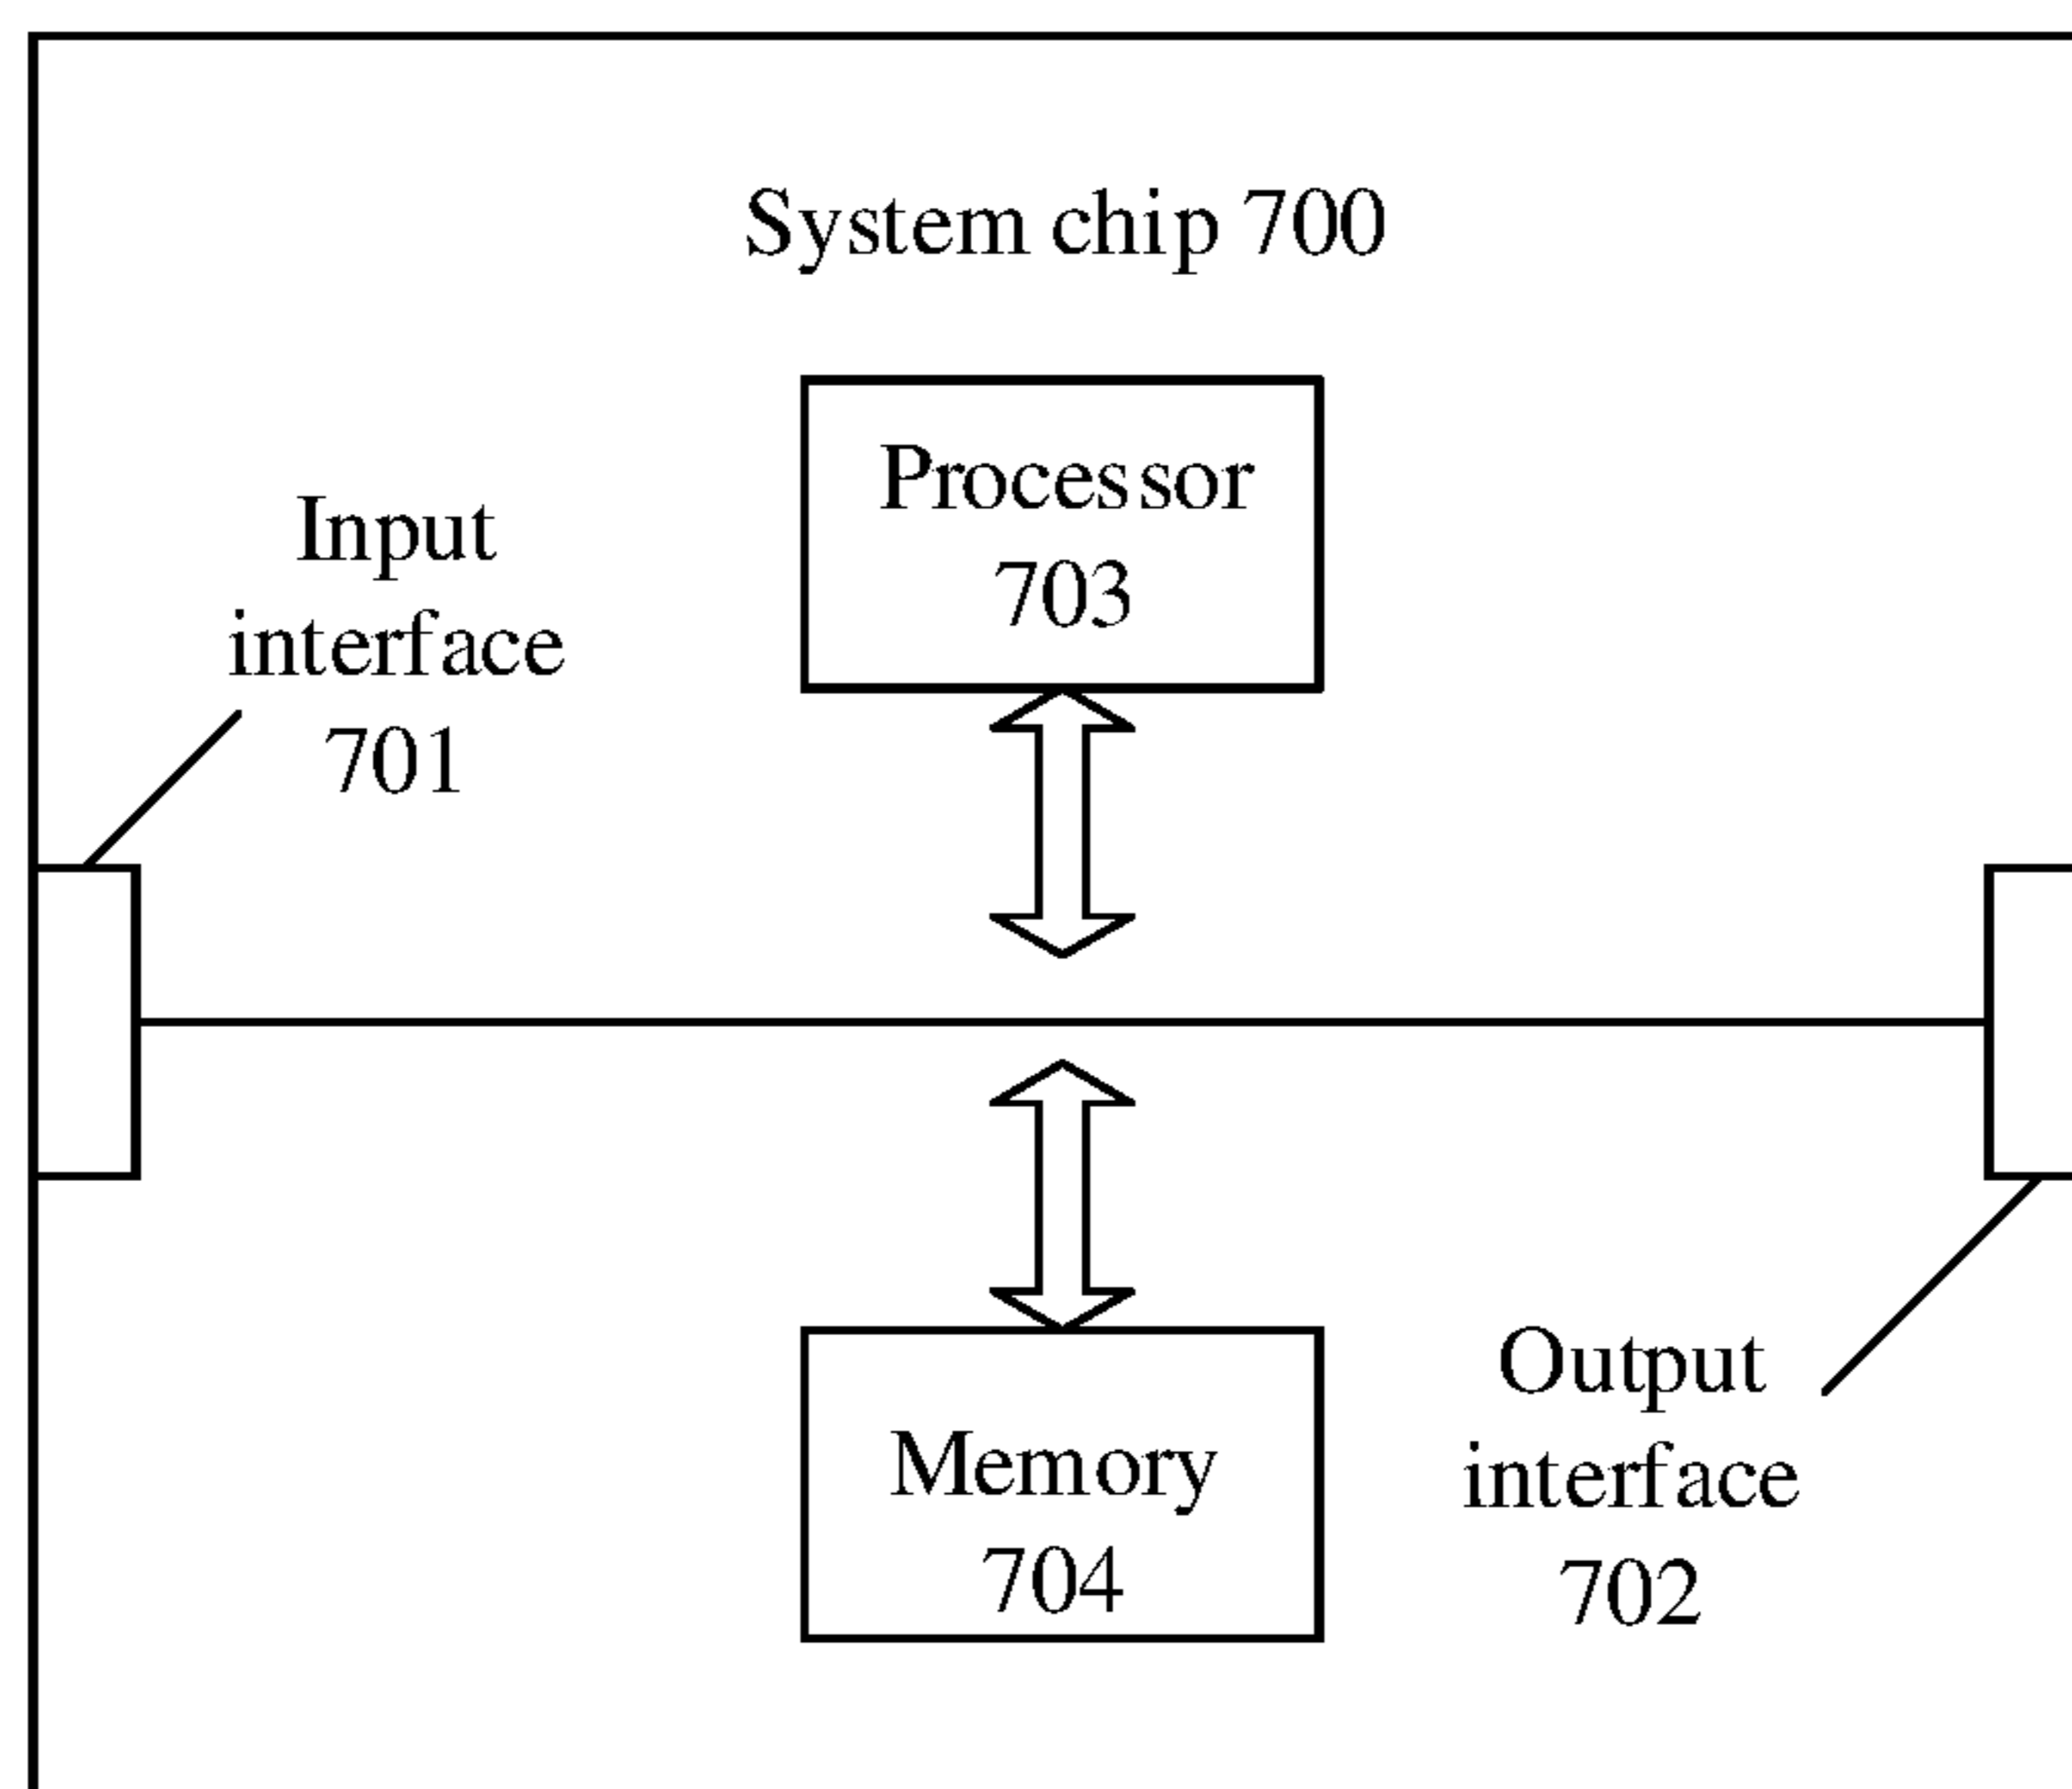 System chip 700
Processor
703
Input
interface
701
Memory
704
Output
interface
702